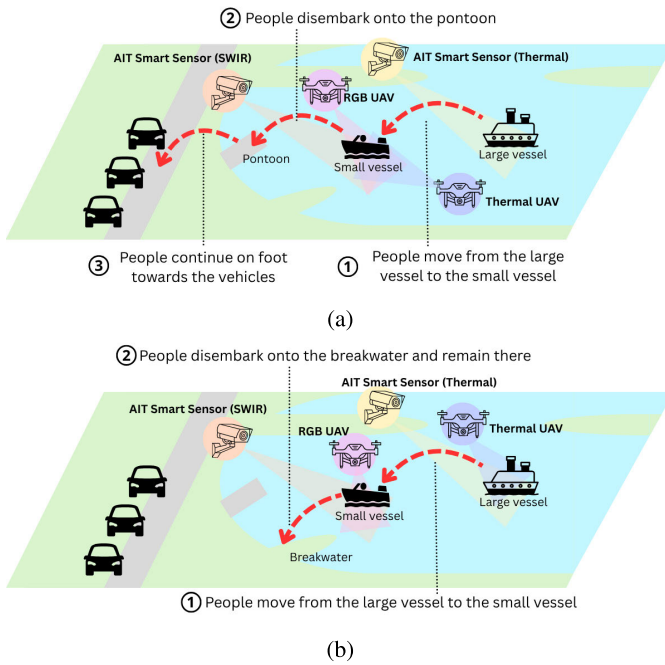 ② People disembark onto the pontoon
AIT Smart Sensor (SWIR)
AIT Smart Sensor (Thermal)
RGB UAV
Pontoon
Small vessel
Large vessel
Thermal UAV
③ People continue on foot
towards the vehicles
① People move from the large
vessel to the small vessel
(a)
② People disembark onto the breakwater and remain there
AIT Smart Sensor (Thermal)
AIT Smart Sensor (SWIR)
RGB UAV
Thermal UAV
Large vessel
Small vessel
Breakwater
① People move from the large vessel to the small vessel
(b)